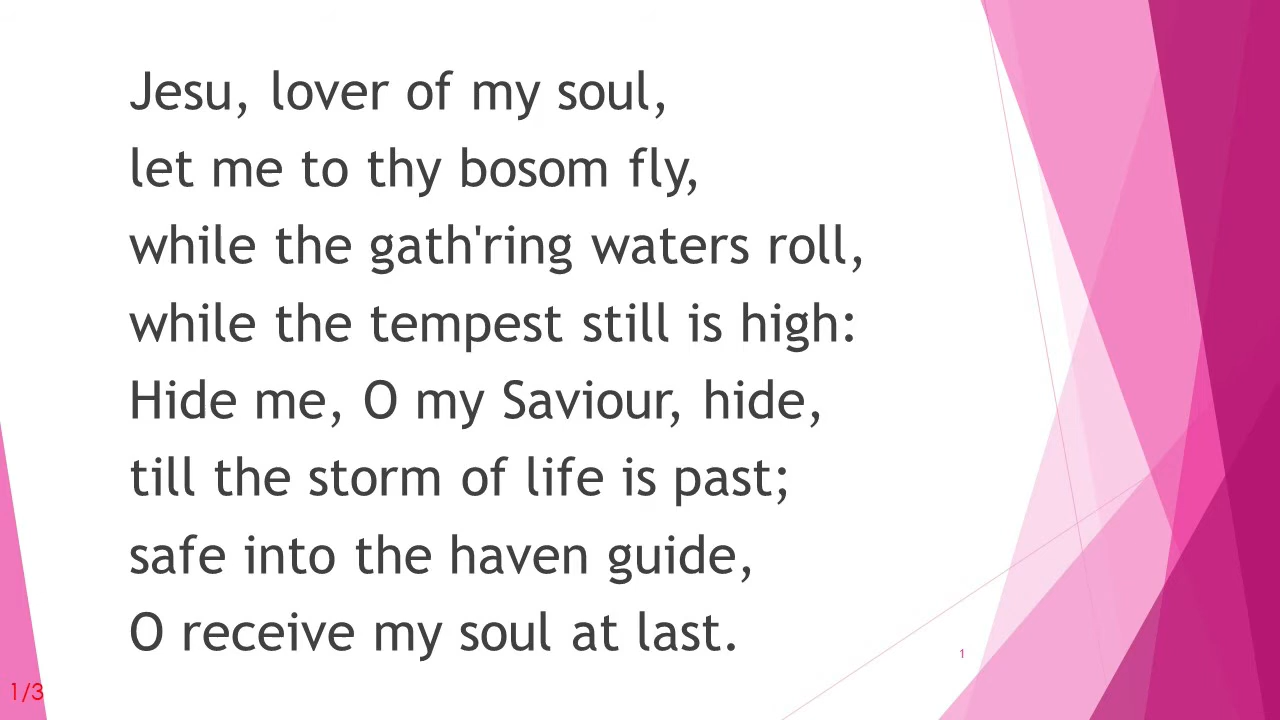 Jesu, lover of my soul,
let me to thy bosom fly,
while the gath'ring waters roll,
while the tempest still is high:
Hide me, O my Saviour, hide,
till the storm of life is past;
safe into the haven guide,
O receive my soul at last.
1
1/3